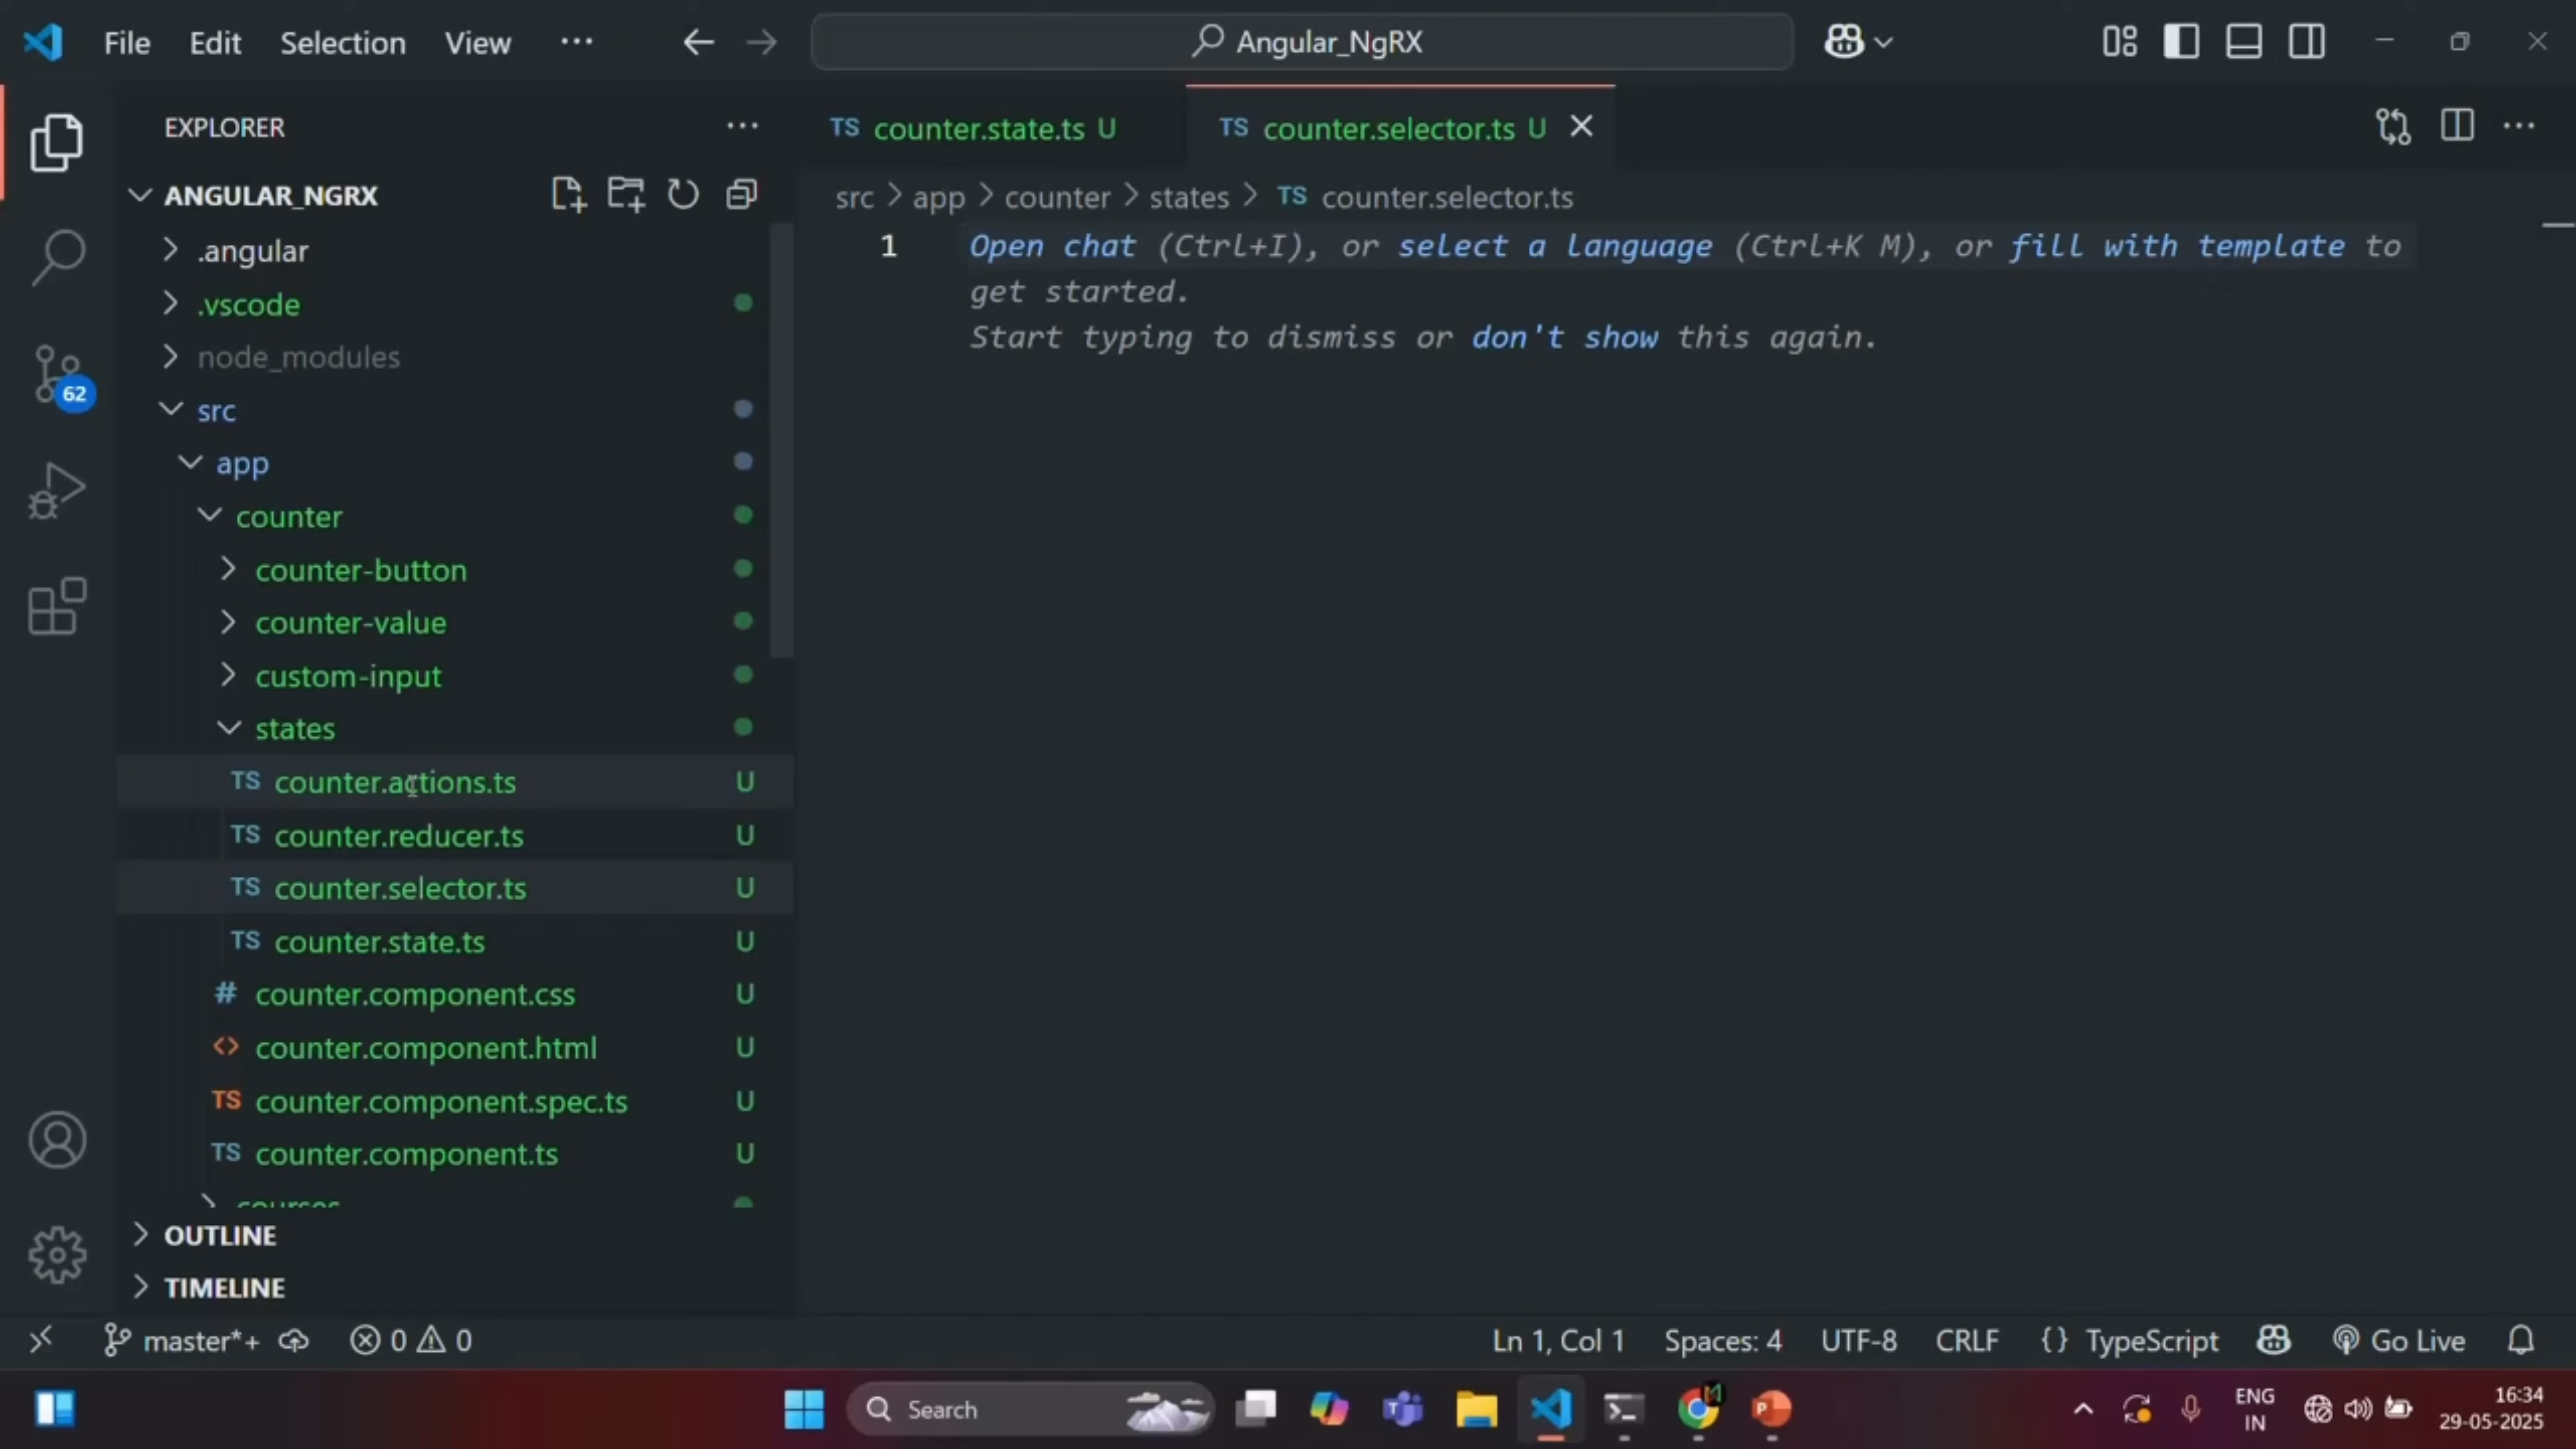 File Edit Selection View ··· Angular_NgRX
EXPLORER ···
ANGULAR_NGRX
.angular
.vscode
node_modules
src
app
counter
counter-button
counter-value
custom-input
states
TS counter.actions.ts U
TS counter.reducer.ts U
TS counter.selector.ts U
TS counter.state.ts U
# counter.component.css U
<> counter.component.html U
TS counter.component.spec.ts U
TS counter.component.ts U
courses
OUTLINE
TIMELINE
62
TS counter.state.ts U TS counter.selector.ts U
src > app > counter > states > TS counter.selector.ts
1 Open chat (Ctrl+I), or select a language (Ctrl+K M), or fill with template to
get started.
Start typing to dismiss or don't show this again.
master*+ 0 0 Ln 1, Col 1 Spaces: 4 UTF-8 CRLF {} TypeScript Go Live
Search
ENG
IN
16:34
29-05-2025